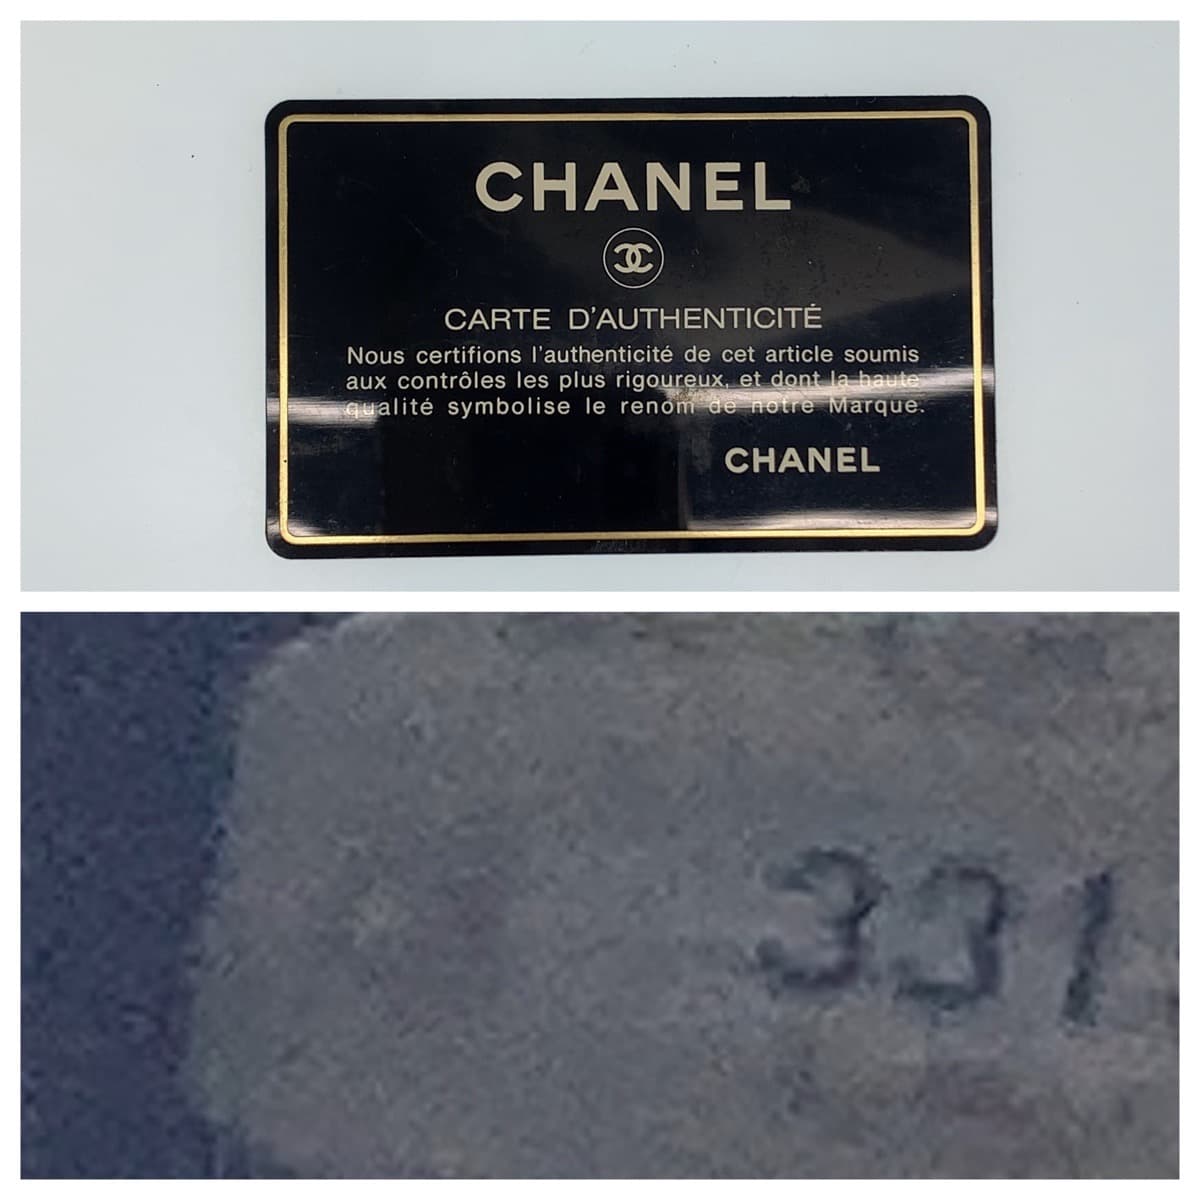 CHANEL
CARTE D'AUTHENTICITÉ
Nous certifions l'authenticité de cet article soumis
aux contrôles les plus rigoureux, et dont la haute
qualité symbolise le renom de notre Marque.
CHANEL